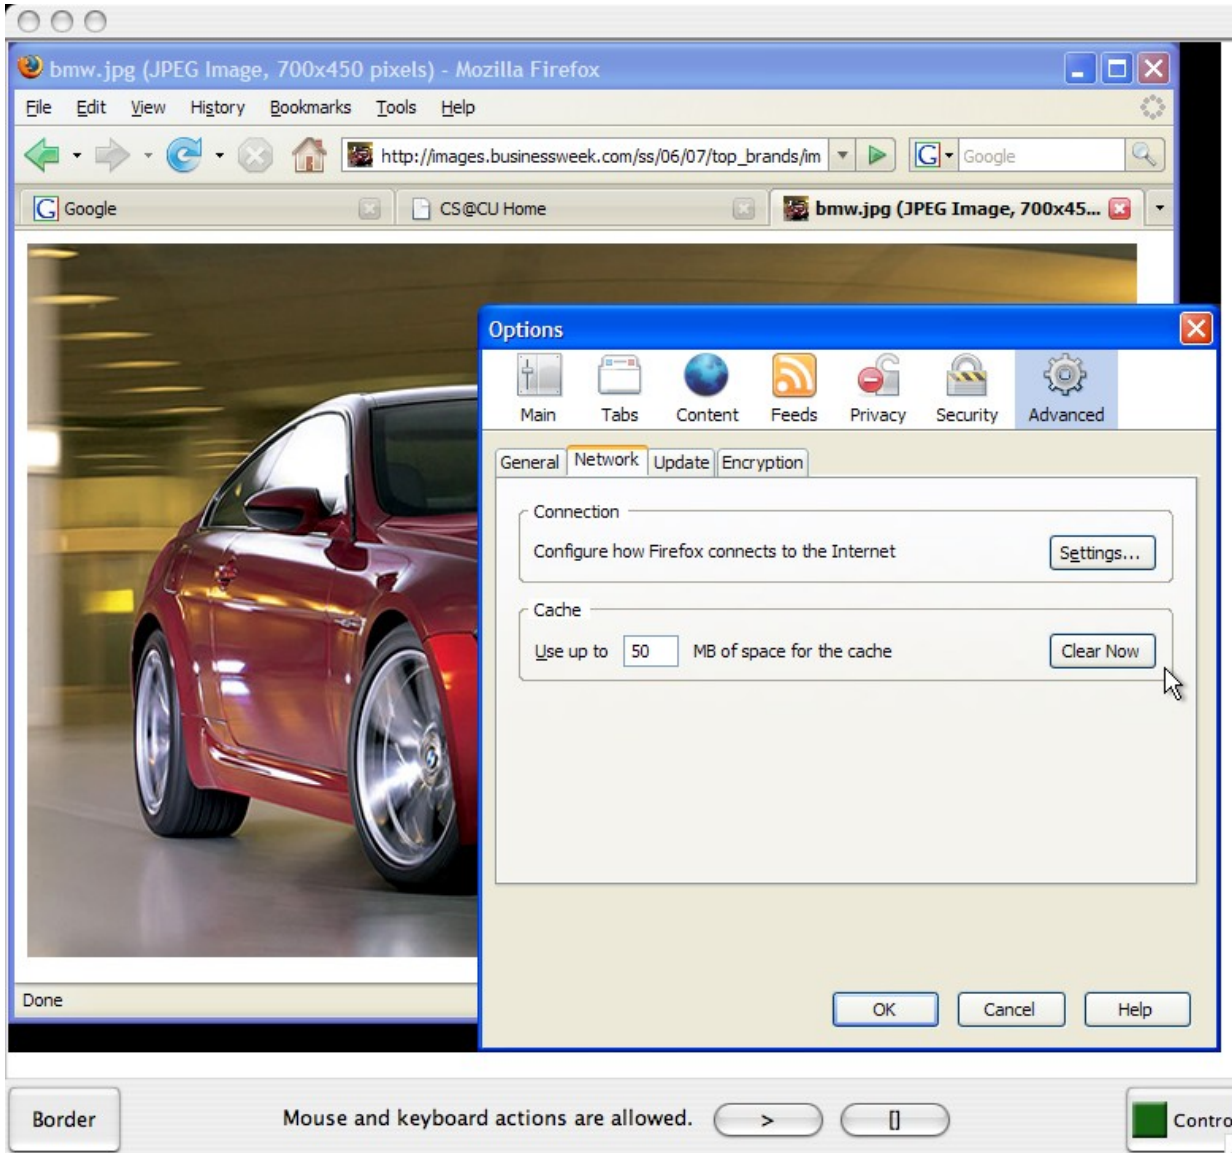 bmw.jpg (JPEG Image, 700x450 pixels) - Mozilla Firefox
File Edit View History Bookmarks Tools Help
http://images.businessweek.com/ss/06/07/top_brands/im G Google
G Google CS@CU Home bmw.jpg (JPEG Image, 700x45...
Options
Main Tabs Content Feeds Privacy Security Advanced
General Network Update Encryption
Connection
Configure how Firefox connects to the Internet Settings...
Cache
Use up to 50 MB of space for the cache Clear Now
Done
OK Cancel Help
Border Mouse and keyboard actions are allowed. > [] Contro